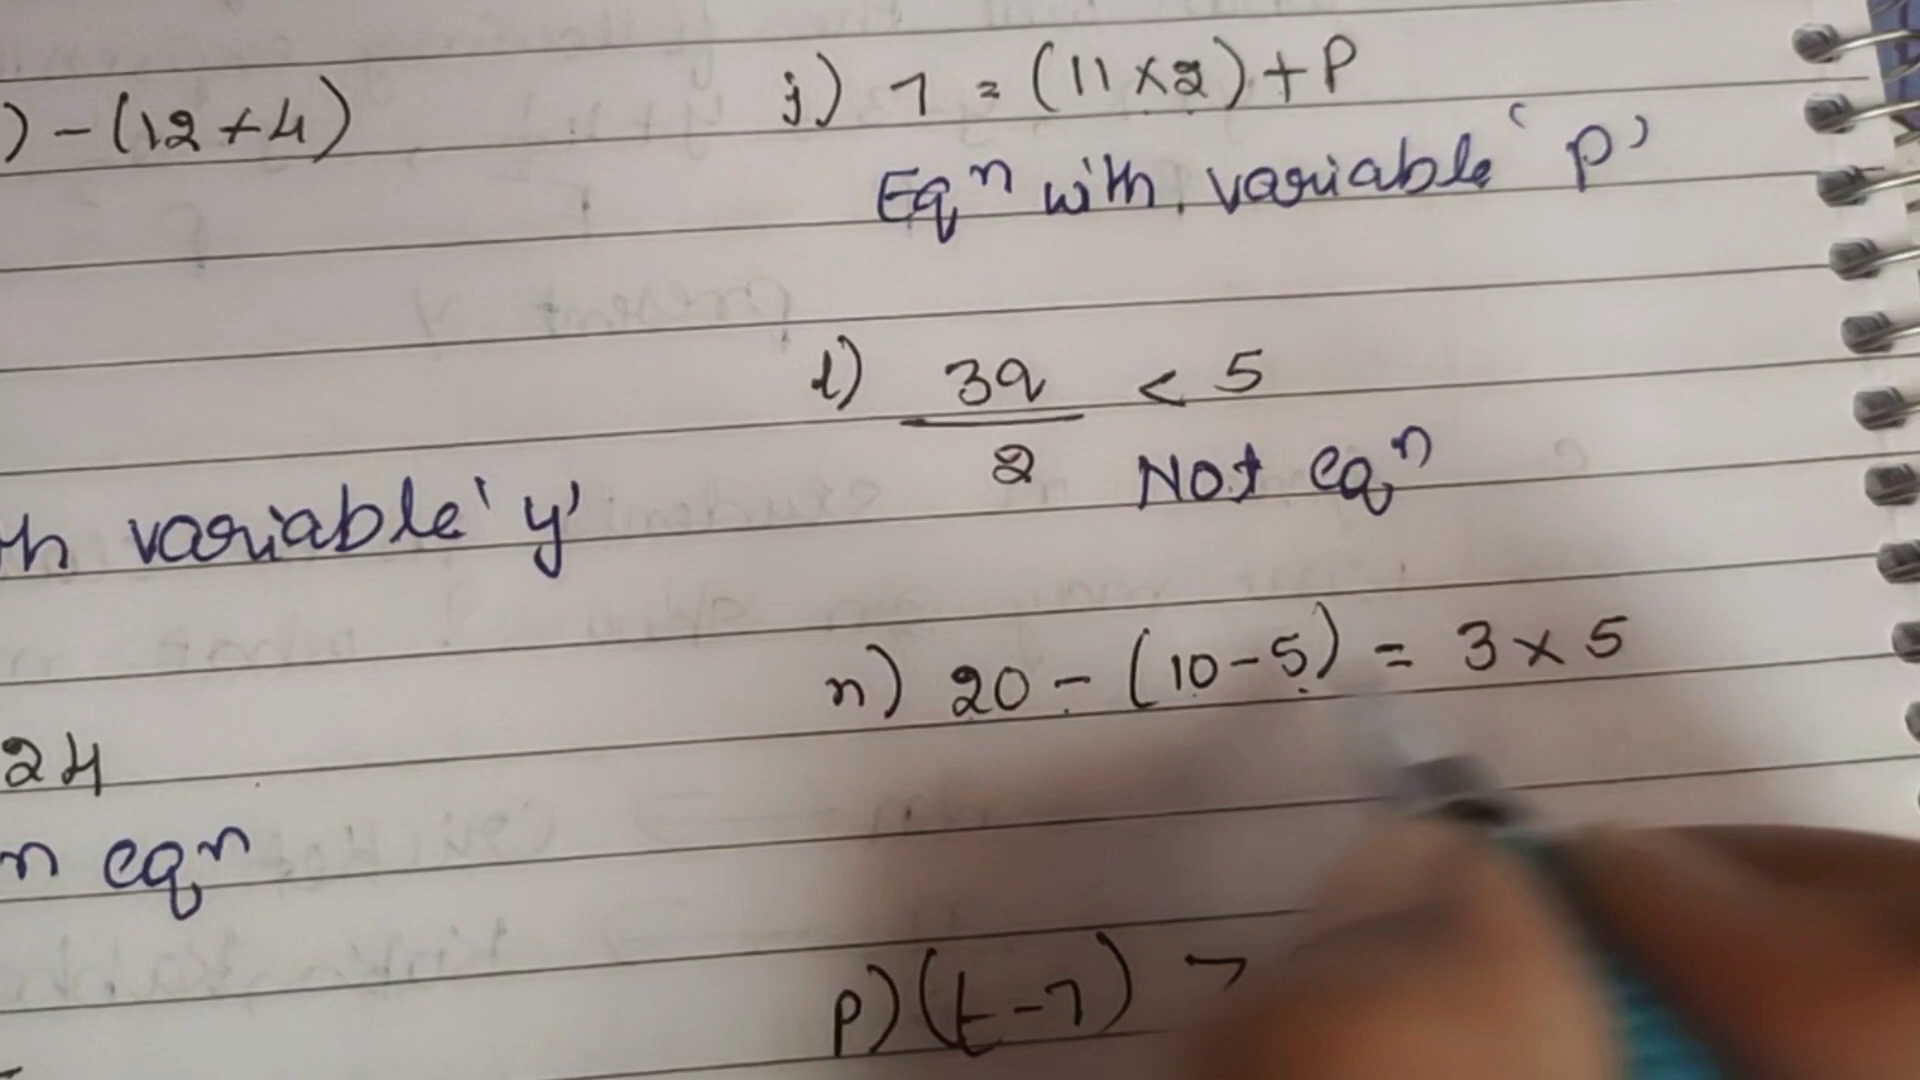 ) - (12 + 4)
j) 7 = (11 × 2) + P
Eqⁿ with variable 'p'
l) 3q/2 < 5
Not eqⁿ
th variable 'y'
n) 20 - (10 - 5) = 3 × 5
24
n eqⁿ
p) (t - 7) >